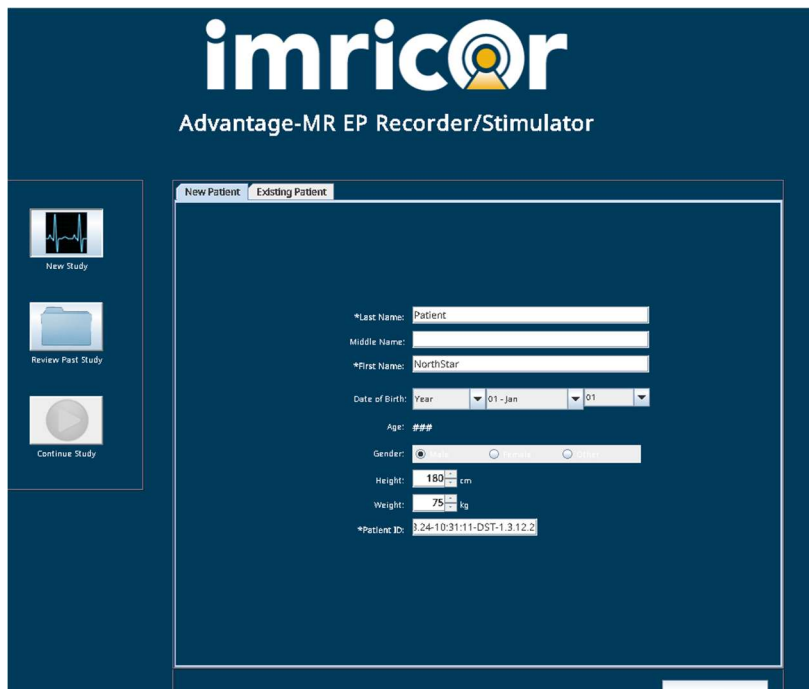 imricor
Advantage-MR EP Recorder/Stimulator
New Patient Existing Patient
New Study
Review Past Study
Continue Study
*Last Name: Patient
Middle Name:
*First Name: NorthStar
Date of Birth: Year 01 - Jan 01
Age: ###
Gender: Male Female Other
Height: 180 cm
Weight: 75 kg
*Patient ID: 3.24-10:31:11-DST-1.3.12.2